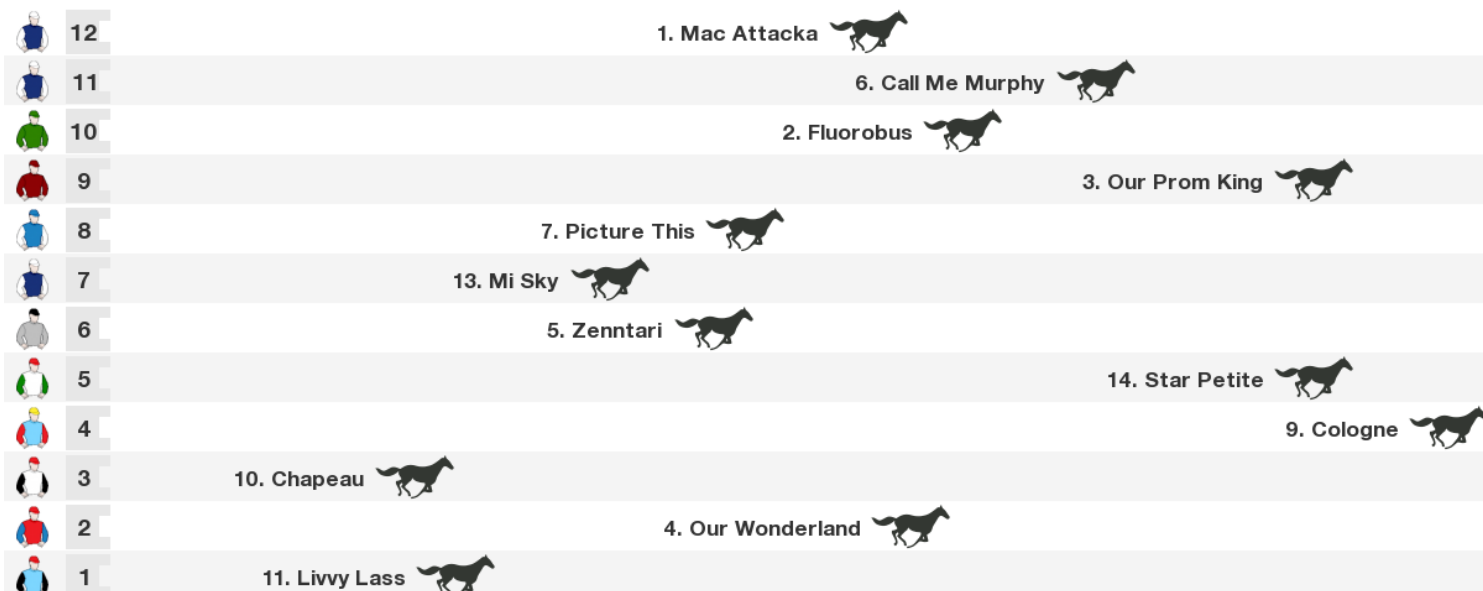 12 1. Mac Attacka
11 6. Call Me Murphy
10 2. Fluorobus
9 3. Our Prom King
8 7. Picture This
7 13. Mi Sky
6 5. Zenntari
5 14. Star Petite
4 9. Cologne
3 10. Chapeau
2 4. Our Wonderland
1 11. Livvy Lass